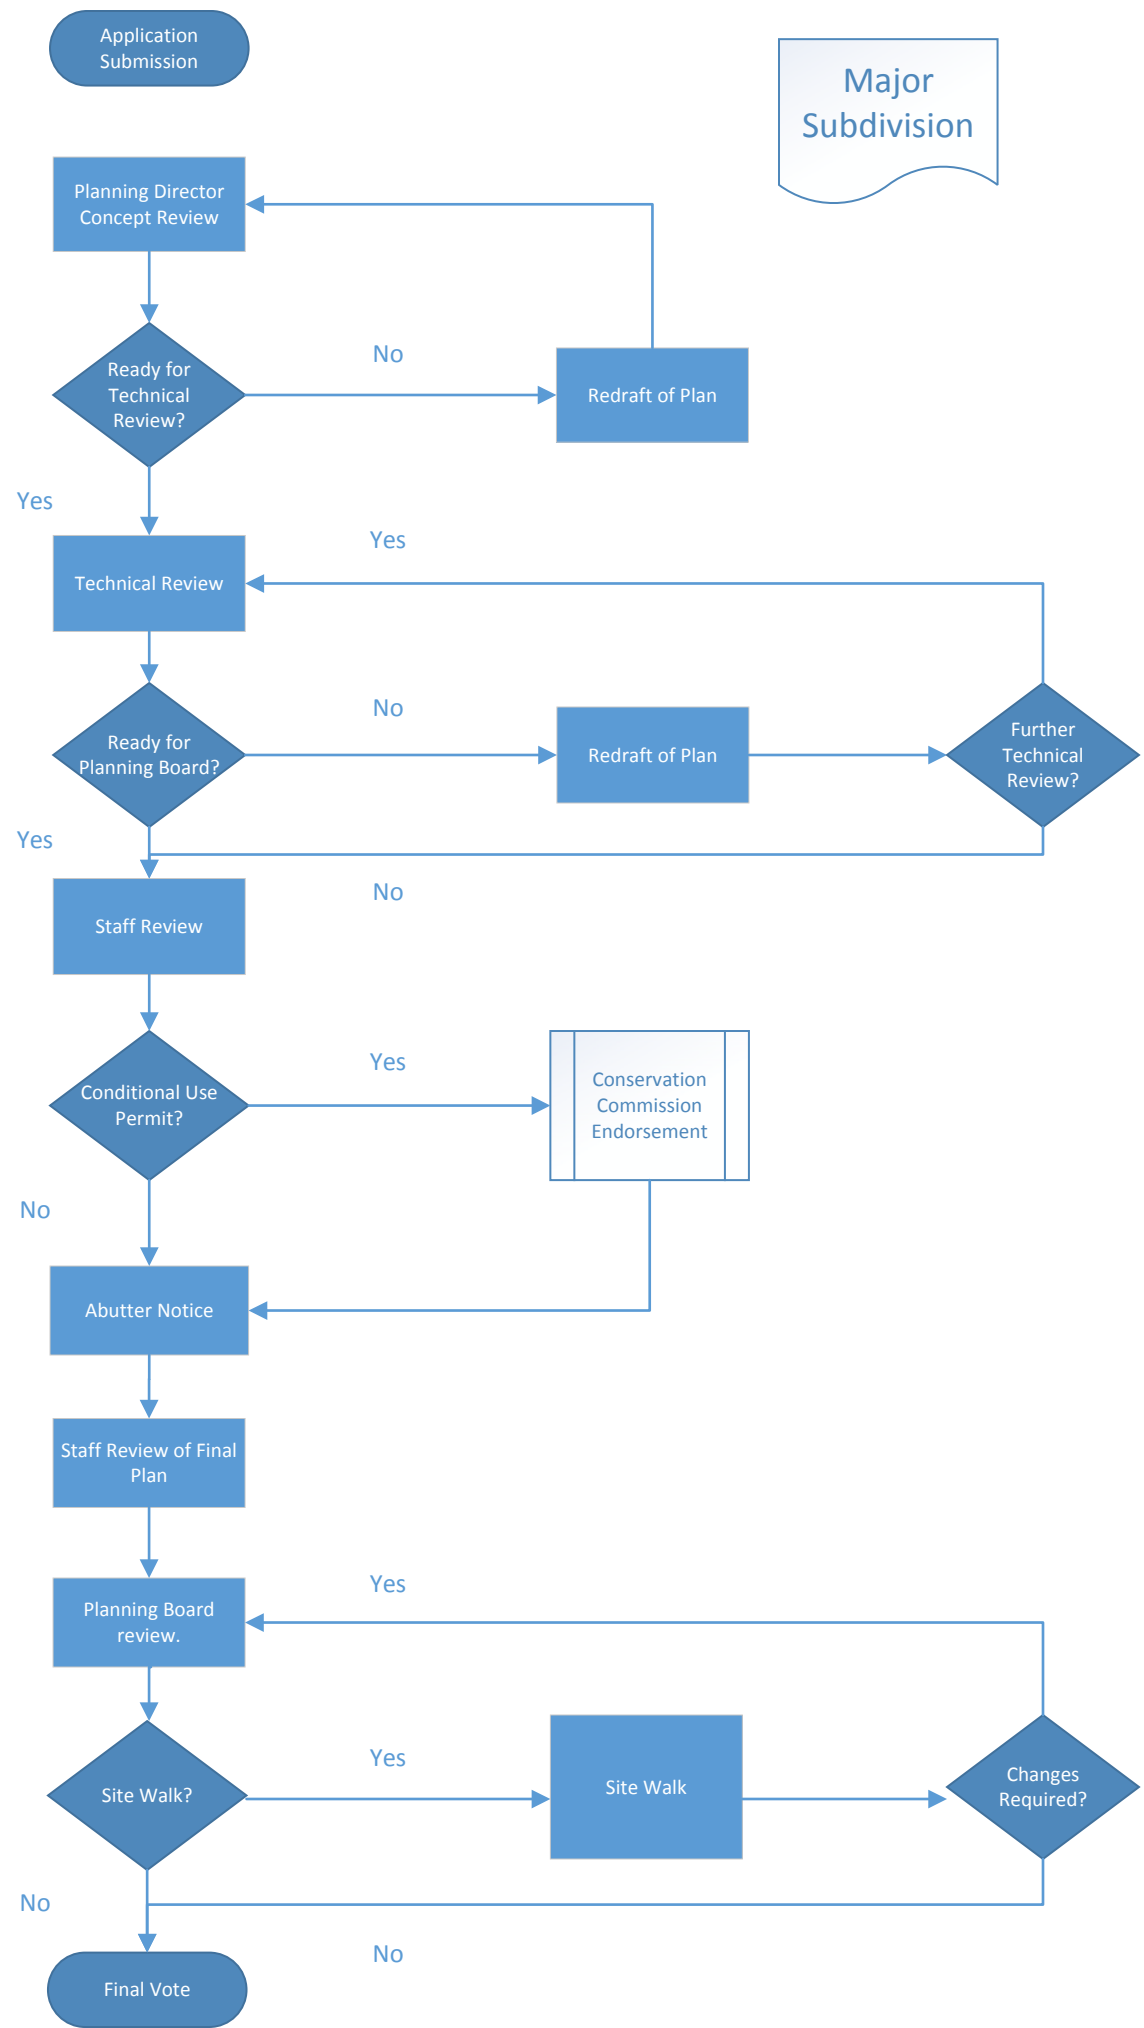 Application
Submission
Major
Subdivision
Planning Director
Concept Review
Ready for
Technical
Review?
No
Redraft of Plan
Yes
Technical Review
Yes
Ready for
Planning Board?
No
Redraft of Plan
Further
Technical
Review?
Yes
No
Staff Review
Conditional Use
Permit?
Yes
Conservation
Commission
Endorsement
No
Abutter Notice
Staff Review of Final
Plan
Planning Board
review.
Yes
Site Walk?
Yes
Site Walk
Changes
Required?
No
No
Final Vote